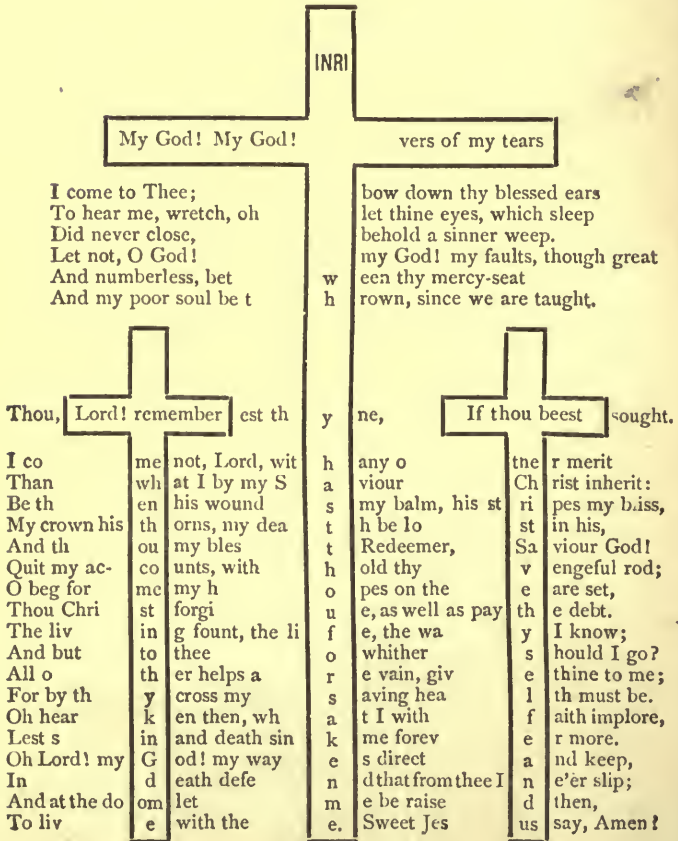 INRI
My God! My God! vers of my tears
I come to Thee; bow down thy blessed ears
To hear me, wretch, oh let thine eyes, which sleep
Did never close, behold a sinner weep.
Let not, O God! my God! my faults, though great
And numberless, bet w een thy mercy-seat
And my poor soul be t h rown, since we are taught.
Thou, Lord! remember est th y ne, If thou beest sought.
I co me not, Lord, wit h any o the r merit
Than wh at I by my S a viour Ch rist inherit:
Be th en his wound s my balm, his st ri pes my bliss,
My crown his th orns, my dea t h be lo st in his,
And th ou my bles t Redeemer, Sa viour God!
Quit my ac- co unts, with h old thy v engeful rod;
O beg for me my h o pes on the e are set,
Thou Chri st forgi u e, as well as pay th e debt.
The liv in g fount, the li f e, the wa y I know;
And but to thee o whither s hould I go?
All o th er helps a r e vain, giv e thine to me;
For by th y cross my s aving hea l th must be.
Oh hear k en then, wh a t I with f aith implore,
Lest s in and death sin k me forev e r more.
Oh Lord! my G od! my way e s direct a nd keep,
In d eath defe n d that from thee I n e'er slip;
And at the do om let m e be raise d then,
To liv e with the e. Sweet Jes us say, Amen!